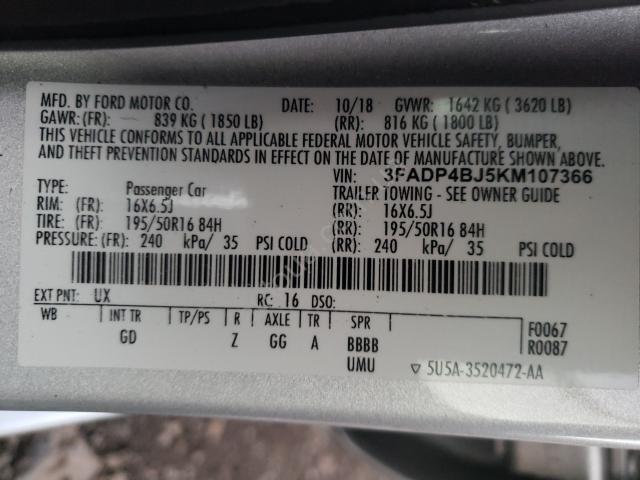 MFD. BY FORD MOTOR CO. DATE: 10/18 GVWR: 1642 KG ( 3620 LB)
GAWR:(FR): 839 KG ( 1850 LB) (RR): 816 KG ( 1800 LB)
THIS VEHICLE CONFORMS TO ALL APPLICABLE FEDERAL MOTOR VEHICLE SAFETY, BUMPER,
AND THEFT PREVENTION STANDARDS IN EFFECT ON THE DATE OF MANUFACTURE SHOWN ABOVE.
VIN: 3FADP4BJ5KM107366
TYPE: Passenger Car TRAILER TOWING - SEE OWNER GUIDE
RIM: (FR): 16X6.5J (RR): 16X6.5J
TIRE: (FR): 195/50R16 84H (RR): 195/50R16 84H
PRESSURE: (FR): 240 kPa/ 35 PSI COLD (RR): 240 kPa/ 35 PSI COLD
EXT PNT: UX RC: 16 DSO:
WB INT TR TP/PS R AXLE TR SPR F0067
GD Z GG A BBBB R0087
UMU ▽ 5U5A-3520472-AA